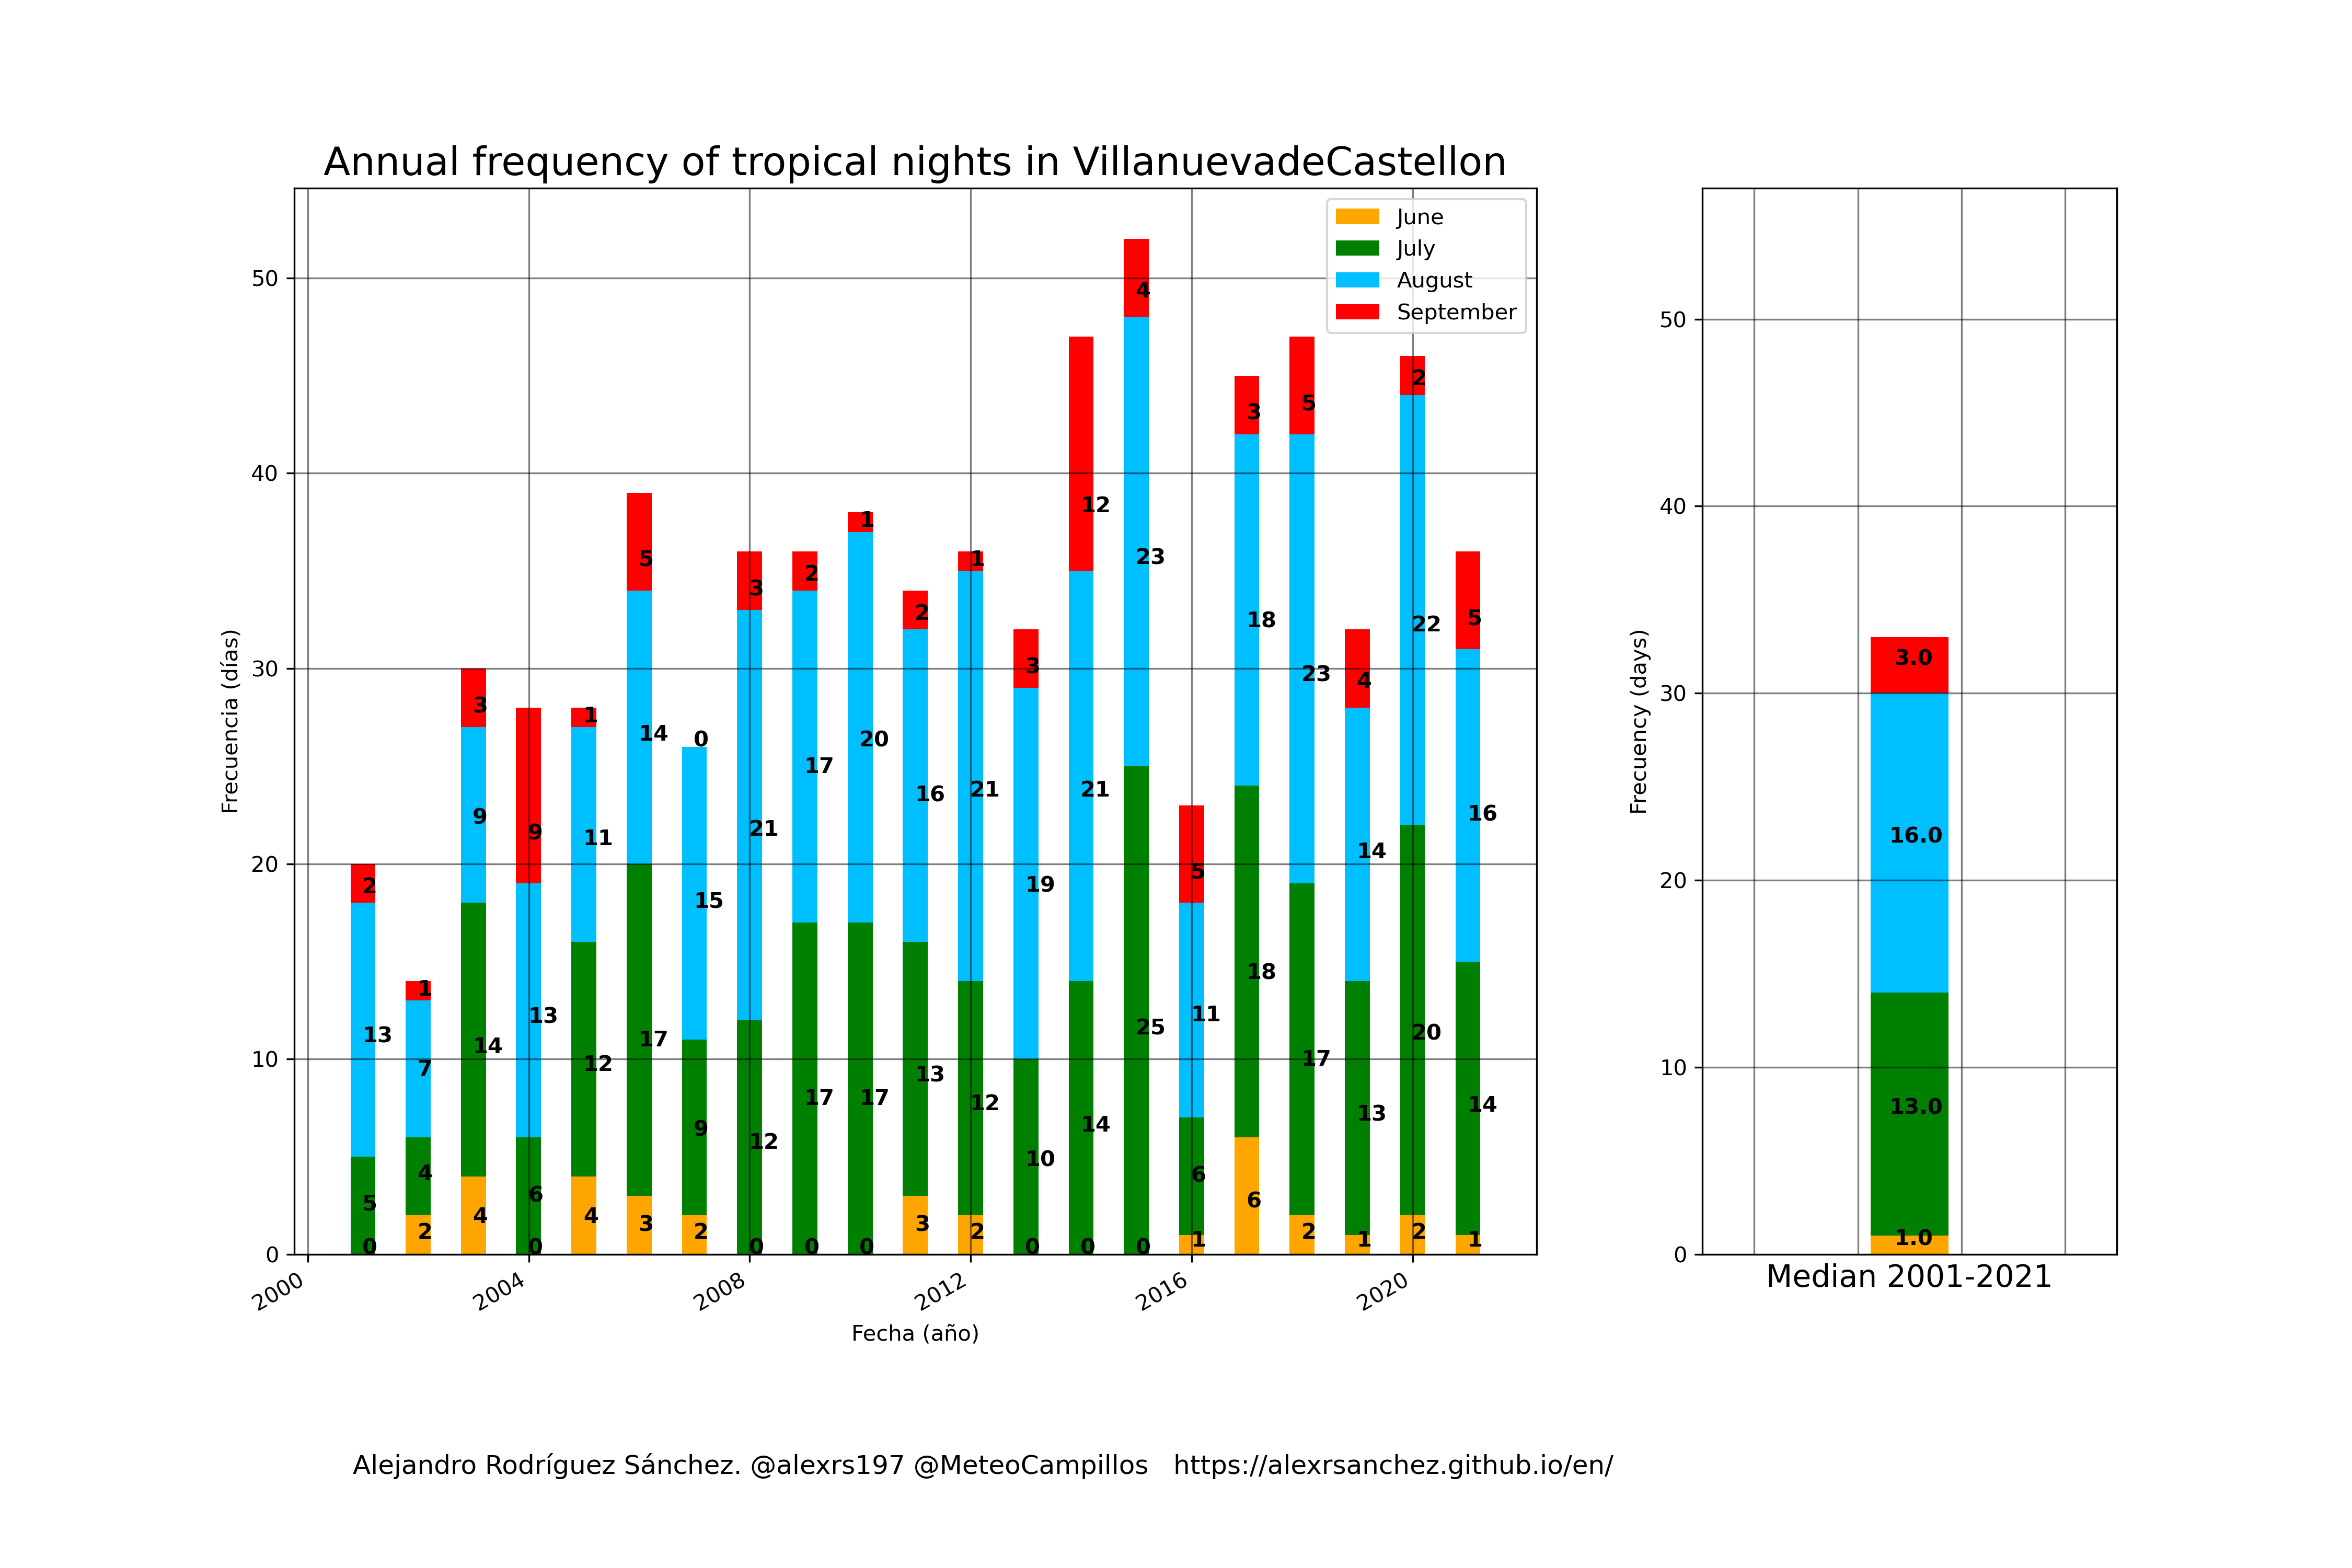 Annual frequency of tropical nights in VillanuevadeCastellon
June
July
August
September
Frecuencia (días)
50
40
30
20
10
0
2 1 3 9 1 5 0 3 2 1 2 1 3 12 4 5 3 5 4 2 5
13 7 9 13 11 14 15 21 17 20 16 21 19 21 23 11 18 23 14 22 16
5 4 14 6 12 17 9 12 17 17 13 12 10 14 25 6 18 17 13 20 14
0 2 4 0 4 3 2 0 0 0 3 2 0 0 0 1 6 2 1 2 1
2000 2004 2008 2012 2016 2020
Fecha (año)
Frecuency (days)
50
40
30
20
10
0
3.0
16.0
13.0
1.0
Median 2001-2021
Alejandro Rodríguez Sánchez. @alexrs197 @MeteoCampillos https://alexrsanchez.github.io/en/